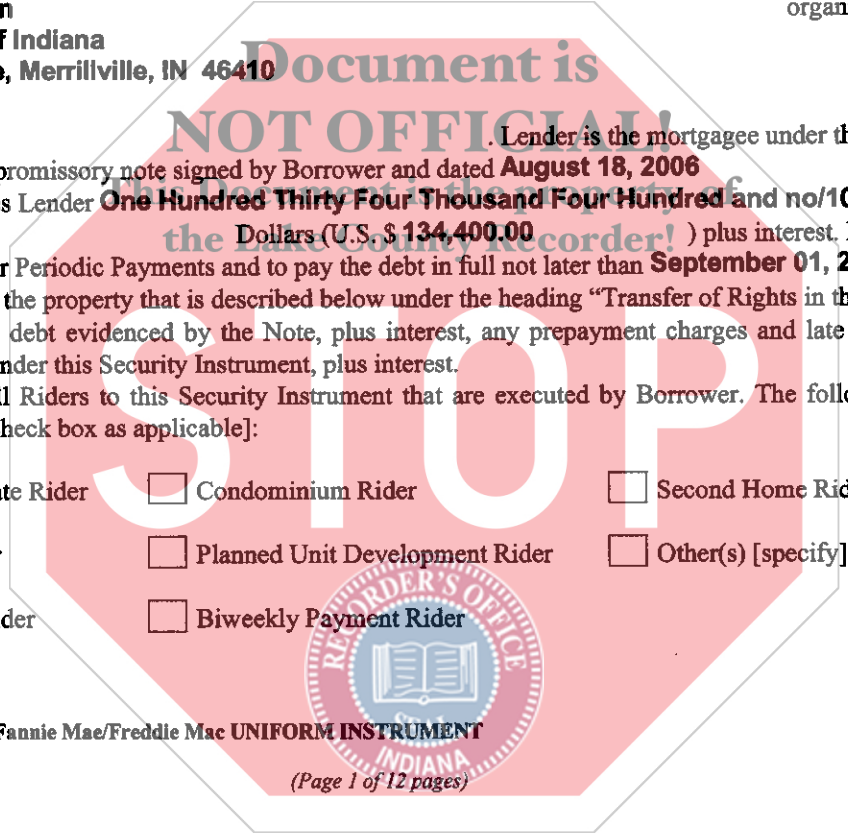 n organ
f Indiana
e, Merrillville, IN 46410
Document is
NOT OFFICIAL!
. Lender is the mortgagee under th
promissory note signed by Borrower and dated August 18, 2006
This Document is the property of
s Lender One Hundred Thirty Four Thousand Four Hundred and no/10
the Lake County Recorder!
Dollars (U.S. $ 134,400.00 ) plus interest.
r Periodic Payments and to pay the debt in full not later than September 01, 2
the property that is described below under the heading “Transfer of Rights in th
debt evidenced by the Note, plus interest, any prepayment charges and late
nder this Security Instrument, plus interest.
l Riders to this Security Instrument that are executed by Borrower. The follo
heck box as applicable]:
STOP
te Rider Condominium Rider Second Home Rid
Planned Unit Development Rider Other(s) [specify]
der Biweekly Payment Rider
RECORDER'S OFFICE
SEAL
INDIANA
Fannie Mae/Freddie Mac UNIFORM INSTRUMENT
(Page 1 of 12 pages)